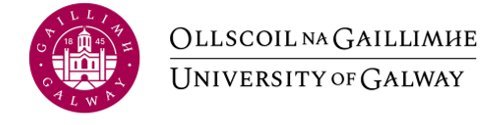 GAILLIMH
18 45
GALWAY
OLLSCOIL NA GAILLIMHE
UNIVERSITY OF GALWAY